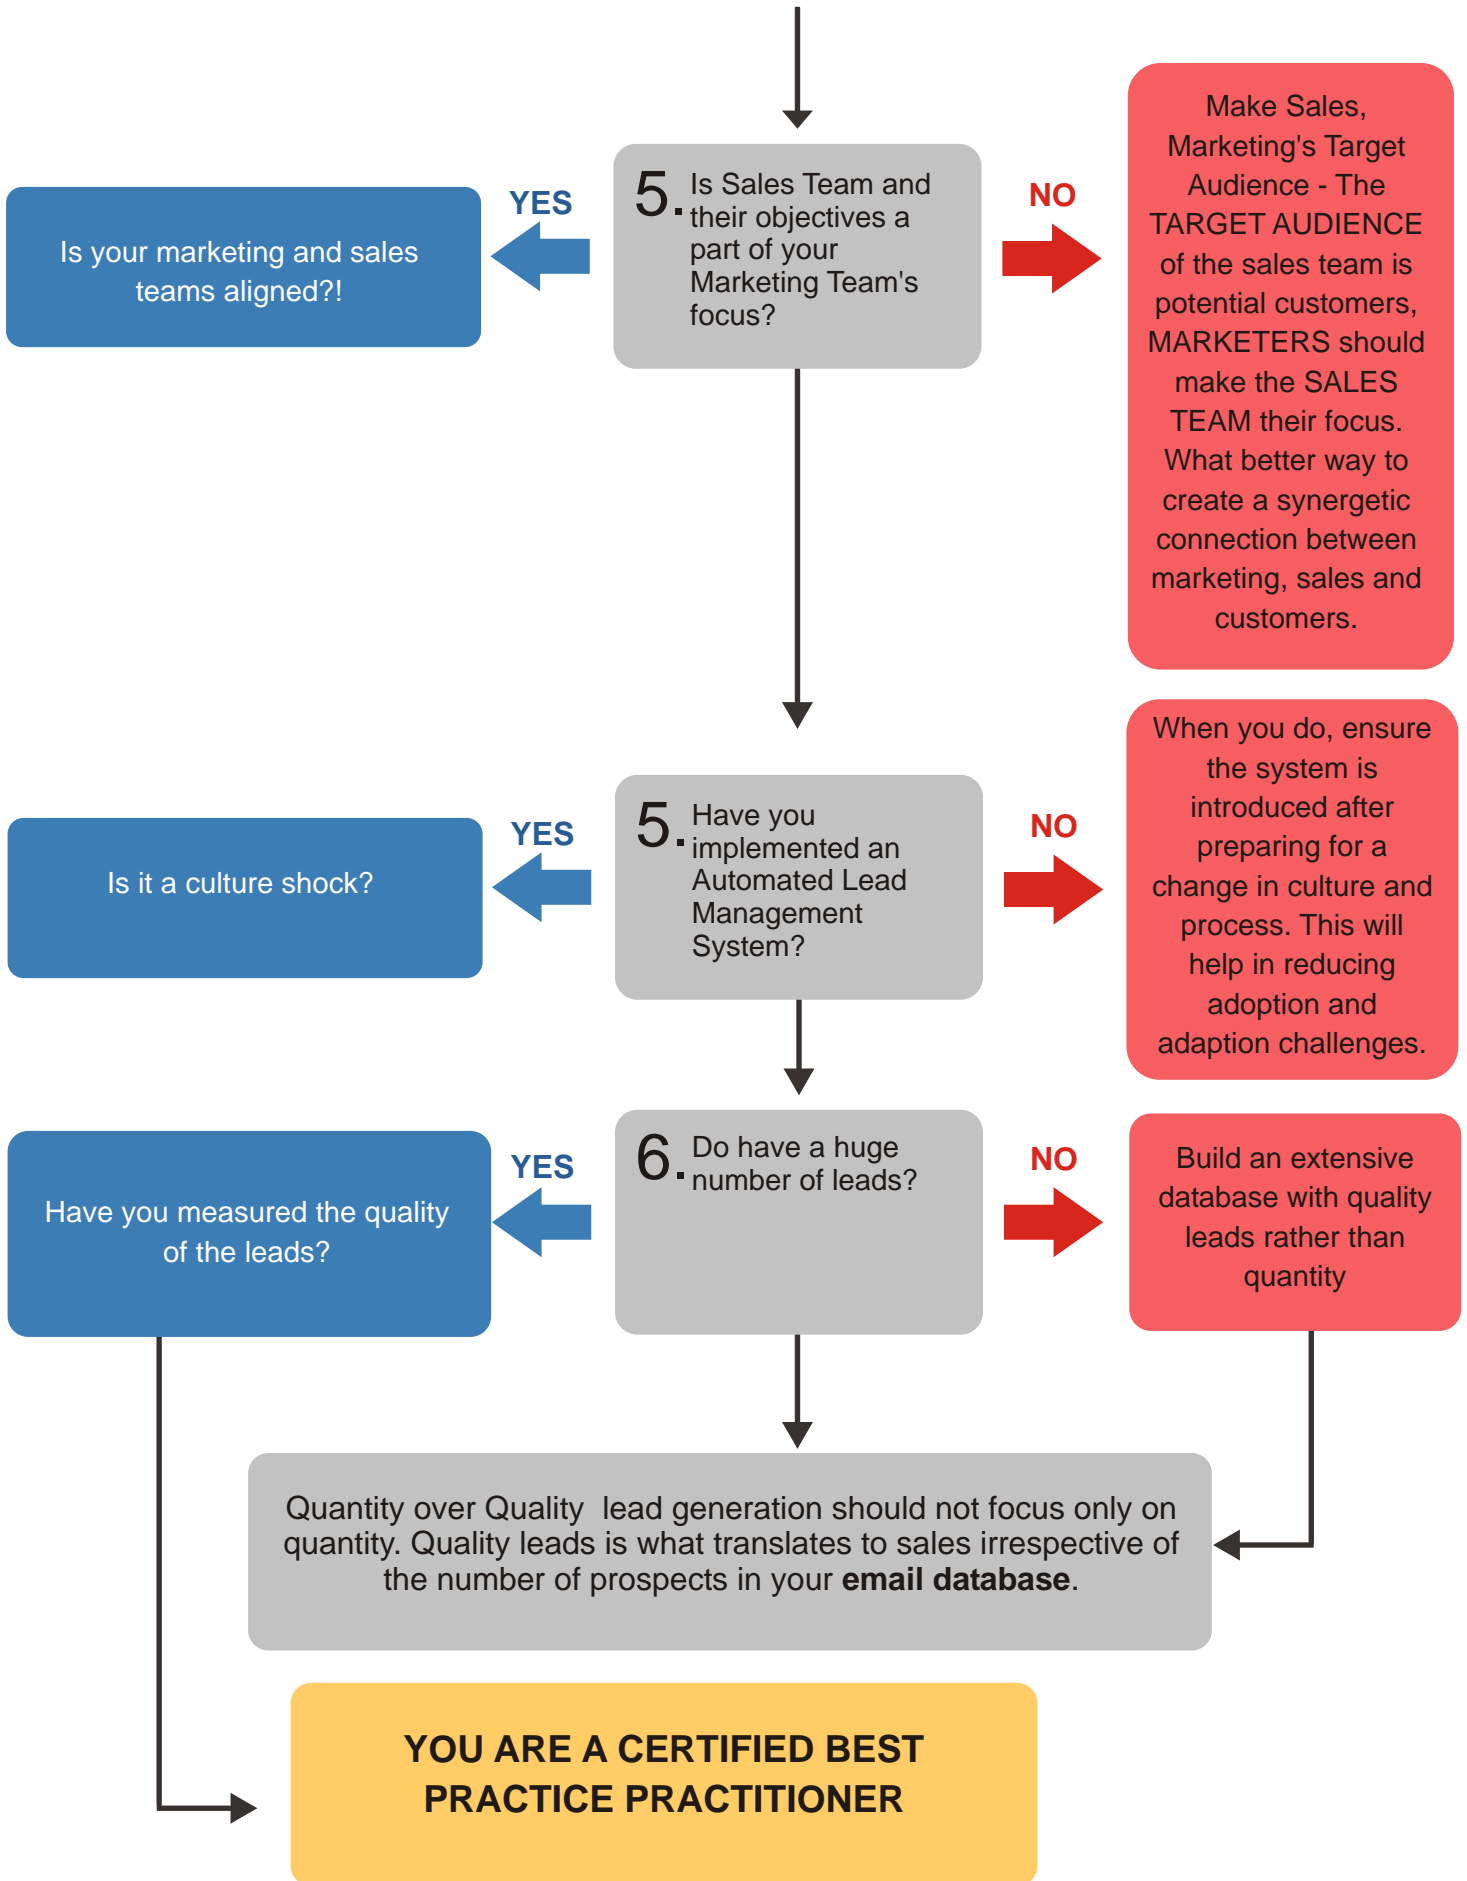 YES
5. Is Sales Team and
their objectives a
part of your
Marketing Team's
focus?
NO
Is your marketing and sales
teams aligned?!
Make Sales,
Marketing's Target
Audience - The
TARGET AUDIENCE
of the sales team is
potential customers,
MARKETERS should
make the SALES
TEAM their focus.
What better way to
create a synergetic
connection between
marketing, sales and
customers.
YES
5. Have you
implemented an
Automated Lead
Management
System?
NO
Is it a culture shock?
When you do, ensure
the system is
introduced after
preparing for a
change in culture and
process. This will
help in reducing
adoption and
adaption challenges.
YES
6. Do have a huge
number of leads?
NO
Have you measured the quality
of the leads?
Build an extensive
database with quality
leads rather than
quantity
Quantity over Quality  lead generation should not focus only on
quantity. Quality leads is what translates to sales irrespective of
the number of prospects in your email database.
YOU ARE A CERTIFIED BEST
PRACTICE PRACTITIONER